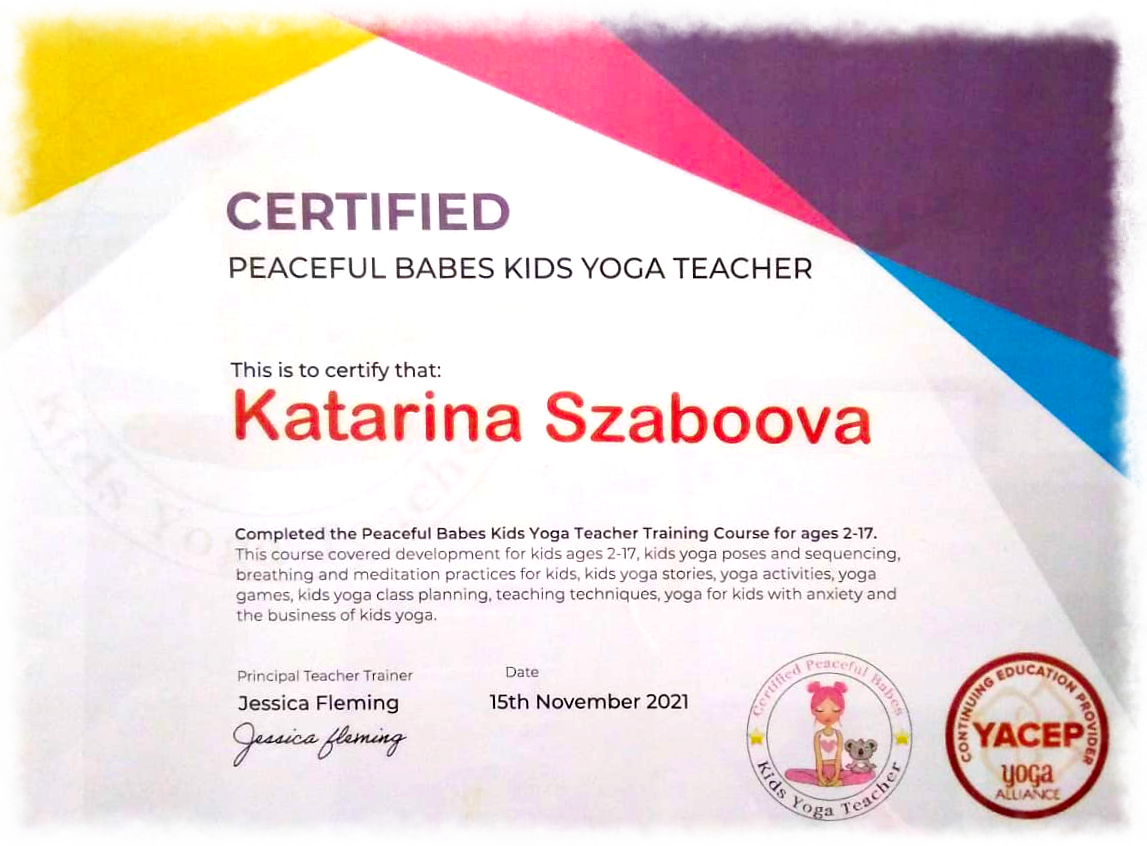 CERTIFIED
PEACEFUL BABES KIDS YOGA TEACHER
This is to certify that:
Katarina Szaboova
Completed the Peaceful Babes Kids Yoga Teacher Training Course for ages 2-17.
This course covered development for kids ages 2-17, kids yoga poses and sequencing,
breathing and meditation practices for kids, kids yoga stories, yoga activities, yoga
games, kids yoga class planning, teaching techniques, yoga for kids with anxiety and
the business of kids yoga.
Principal Teacher Trainer
Date
Jessica Fleming
15th November 2021
Jessica fleming
Certified Peaceful Babes
Kids Yoga Teacher
CONTINUING EDUCATION PROVIDER
YACEP
yoga
ALLIANCE